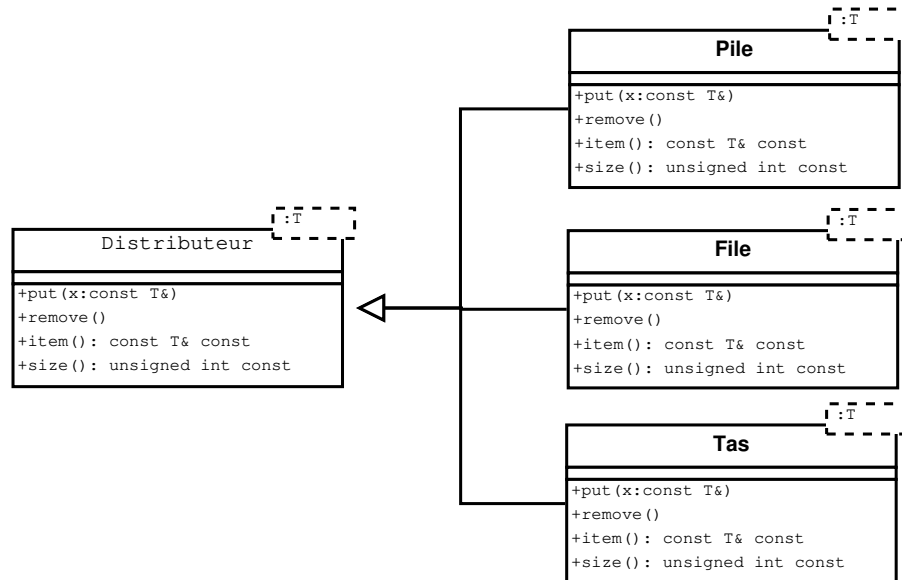 :T
Pile
+put(x:const T&)
+remove()
+item(): const T& const
+size(): unsigned int const
:T
Distributeur
+put(x:const T&)
+remove()
+item(): const T& const
+size(): unsigned int const
:T
File
+put(x:const T&)
+remove()
+item(): const T& const
+size(): unsigned int const
:T
Tas
+put(x:const T&)
+remove()
+item(): const T& const
+size(): unsigned int const